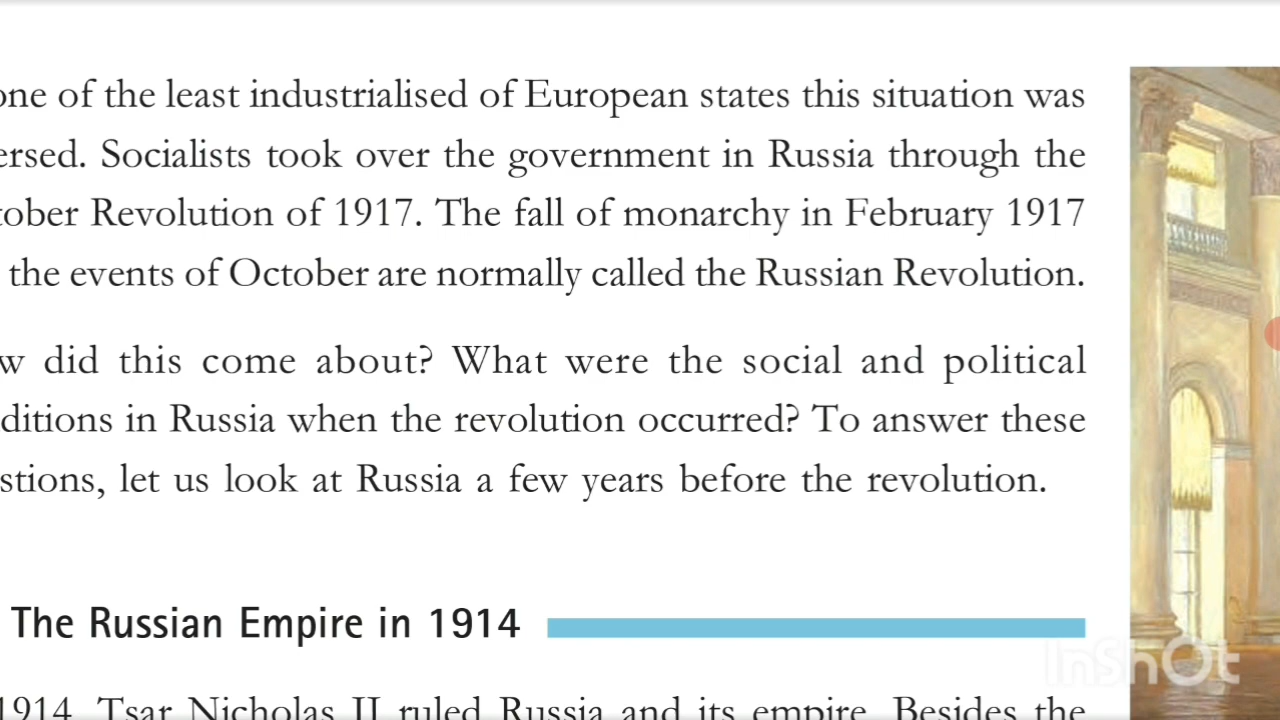 one of the least industrialised of European states this situation was
ersed. Socialists took over the government in Russia through the
tober Revolution of 1917. The fall of monarchy in February 1917
the events of October are normally called the Russian Revolution.
w did this come about? What were the social and political
ditions in Russia when the revolution occurred? To answer these
stions, let us look at Russia a few years before the revolution.
The Russian Empire in 1914
1914, Tsar Nicholas II ruled Russia and its empire. Besides the
InShOt